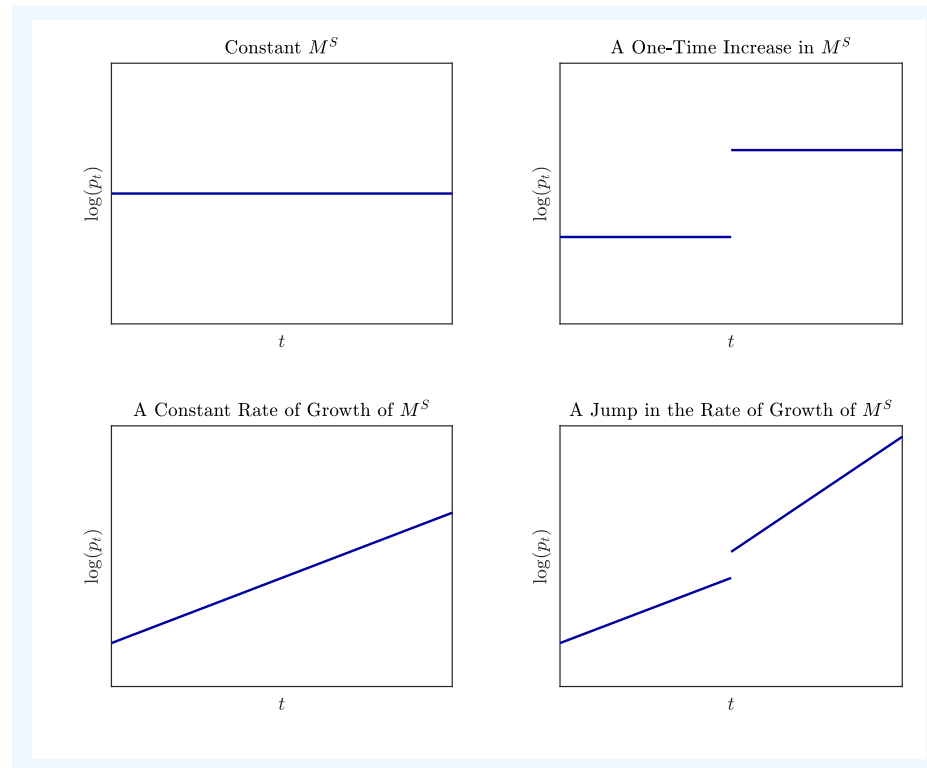 Constant M^S
log(p_t)
t
A One-Time Increase in M^S
log(p_t)
t
A Constant Rate of Growth of M^S
log(p_t)
t
A Jump in the Rate of Growth of M^S
log(p_t)
t